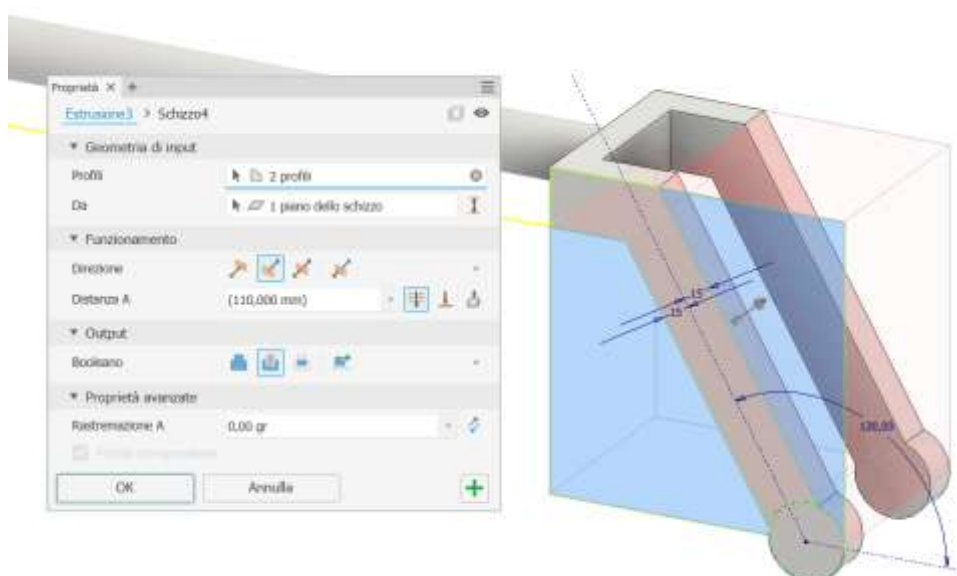 Proprietà × +
Estrusione3 > Schizzo4
Geometria di input
Profili 2 profili
Da 1 piano dello schizzo
Funzionamento
Direzione
Distanza A (110,000 mm)
Output
Booleano
Proprietà avanzate
Rastremazione A 0,00 gr
OK Annulla
15
15
120,00